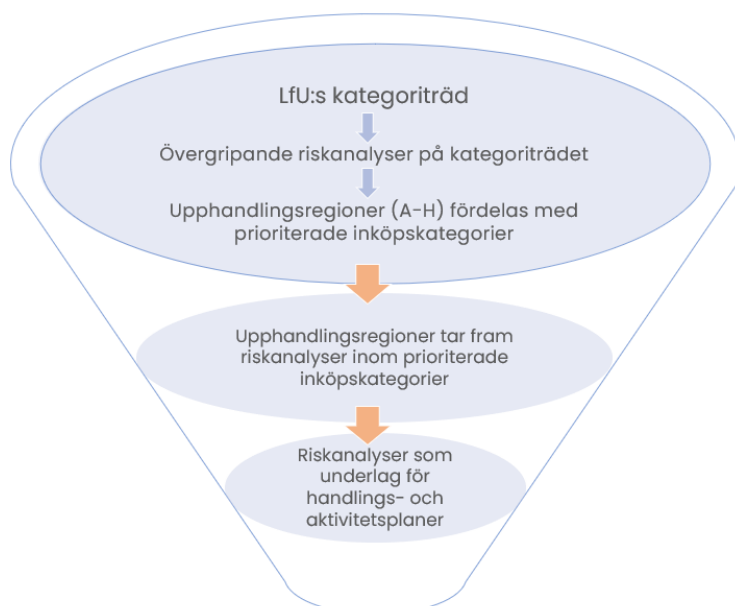 LfU:s kategoriträd
Övergripande riskanalyser på kategoriträdet
Upphandlingsregioner (A-H) fördelas med
prioriterade inköpskategorier
Upphandlingsregioner tar fram
riskanalyser inom prioriterade
inköpskategorier
Riskanalyser som
underlag för
handlings- och
aktivitetsplaner